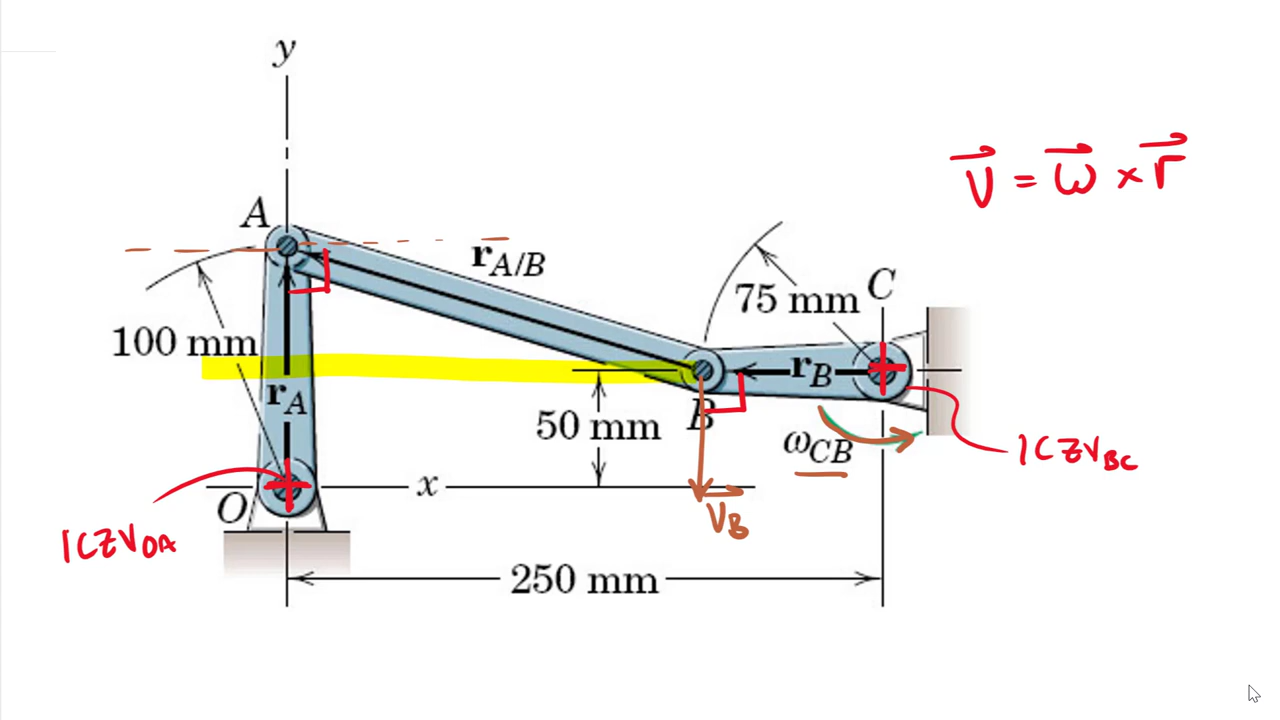 y
A
r_A/B
v⃗ = ω⃗ × r⃗
75 mm
C
100 mm
r_B
r_A
B
50 mm
ω_CB
ICZV_BC
x
O
V_B
ICZV_OA
250 mm